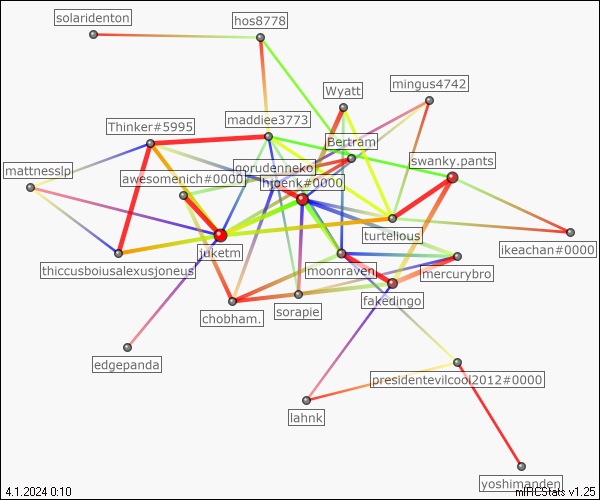 solaridenton
hos8778
mingus4742
Wyatt
maddiee3773
Thinker#5995
Bertram
swanky.pants
gorudenneko
mattnesslp
awesomenich#0000
hjoenk#0000
turtelous
ikeachan#0000
juketm
thiccusboiusalexusjoneus
moonraven
mercurybro
fakedingo
sorapie
chobham.
edgepanda
presidentevilcool2012#0000
lahnk
yoshimanden
4.1.2024 0:10
mIRCStats v1.25